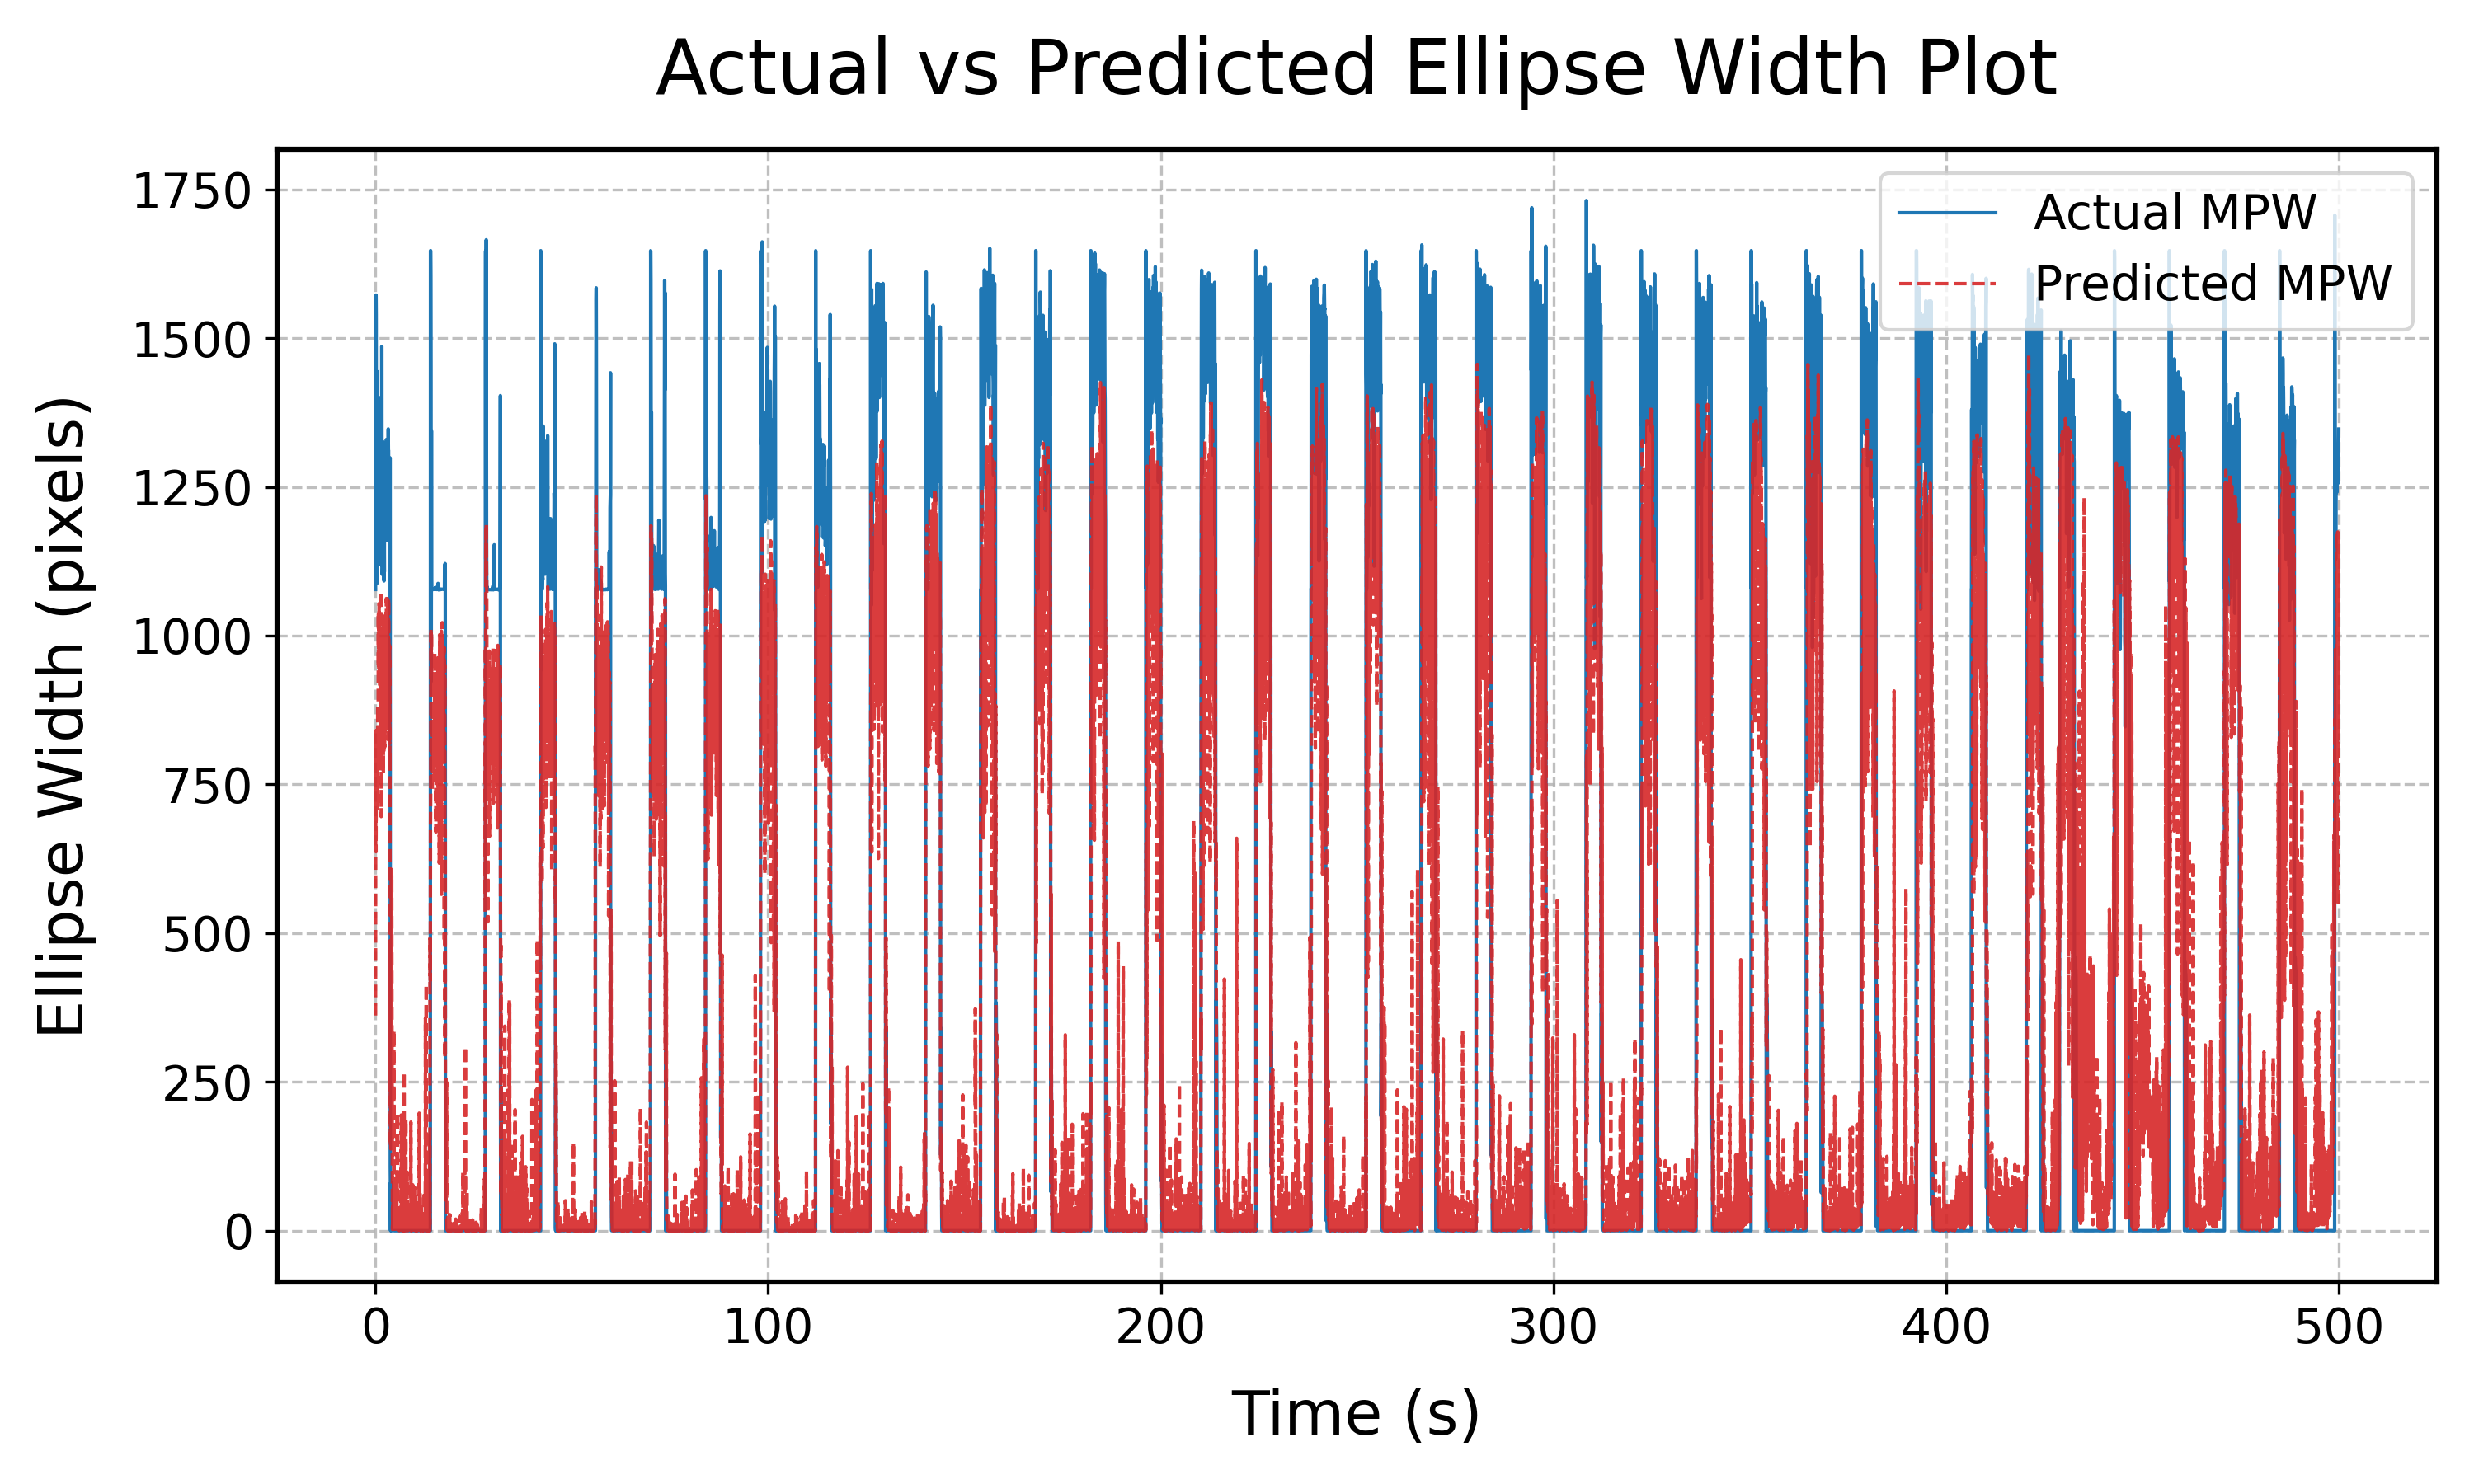 Actual vs Predicted Ellipse Width Plot
Ellipse Width (pixels)
1750
1500
1250
1000
750
500
250
0
Actual MPW
Predicted MPW
0 100 200 300 400 500
Time (s)